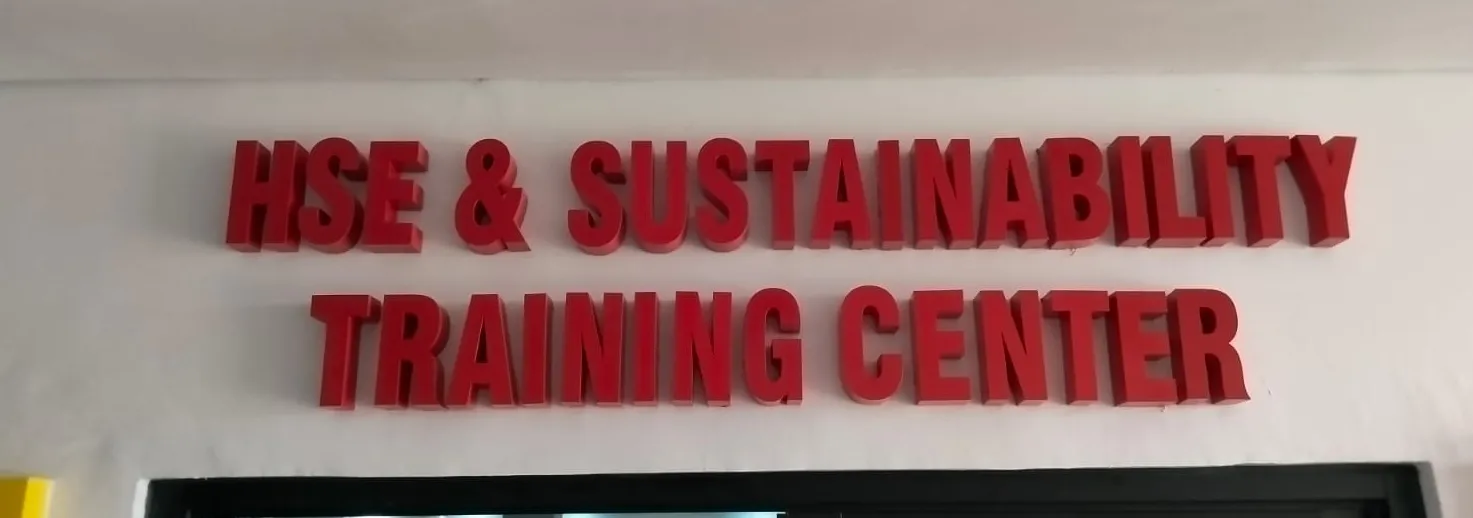 HSE & SUSTAINABILITY
TRAINING CENTER